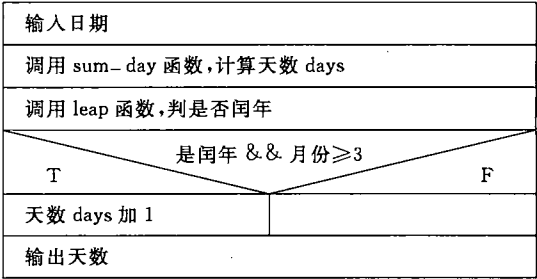 输入日期
调用 sum_day 函数,计算天数 days
调用 leap 函数,判是否闰年
是闰年 && 月份≥3
T
F
天数 days 加 1
输出天数